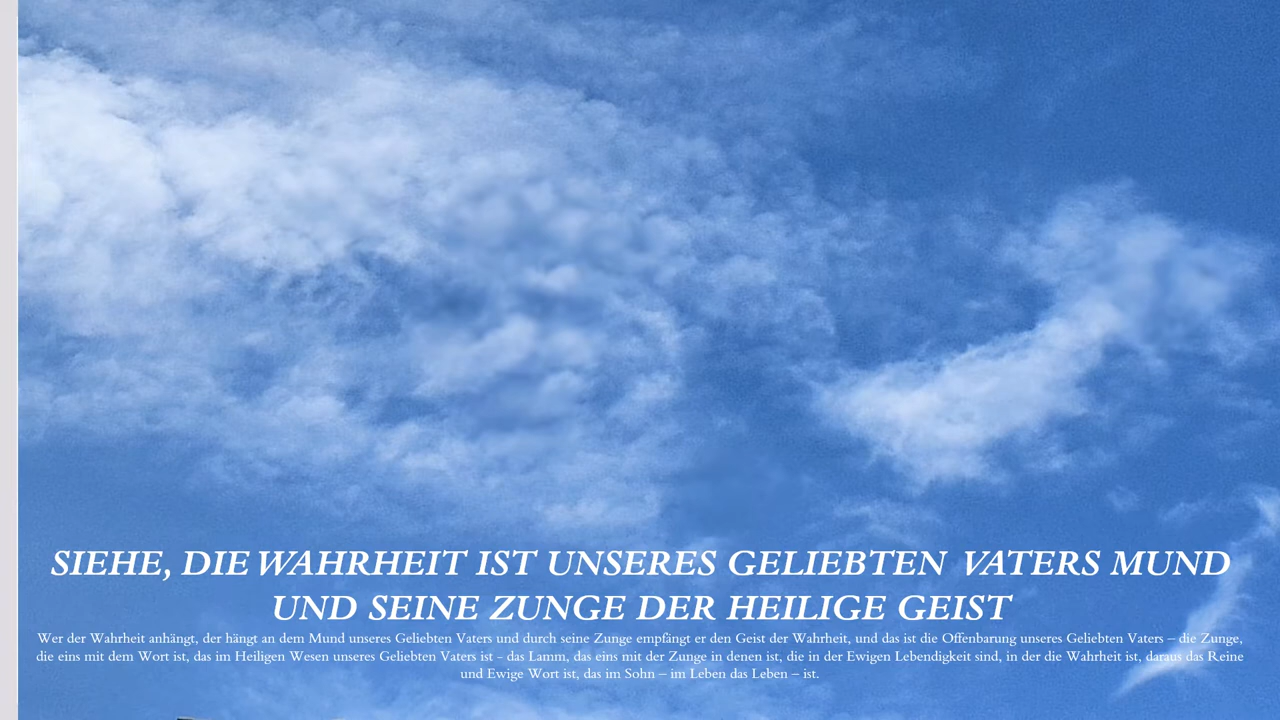 SIEHE, DIE WAHRHEIT IST UNSERES GELIEBTEN VATERS MUND
UND SEINE ZUNGE DER HEILIGE GEIST
Wer der Wahrheit anhängt, der hängt an dem Mund unseres Geliebten Vaters und durch seine Zunge empfängt er den Geist der Wahrheit, und das ist die Offenbarung unseres Geliebten Vaters – die Zunge,
die eins mit dem Wort ist, das im Heiligen Wesen unseres Geliebten Vaters ist - das Lamm, das eins mit der Zunge in denen ist, die in der Ewigen Lebendigkeit sind, in der die Wahrheit ist, daraus das Reine
und Ewige Wort ist, das im Sohn – im Leben das Leben – ist.